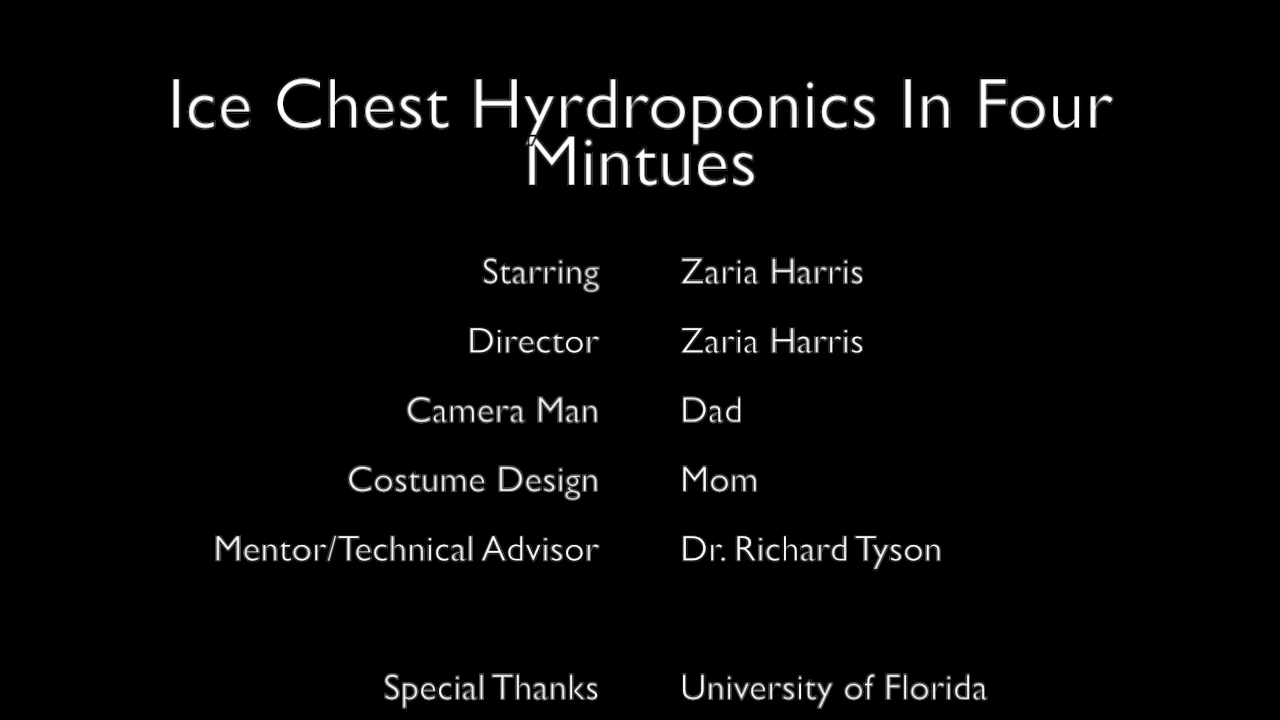 Ice Chest Hyrdroponics In Four
Mintues
Starring Zaria Harris
Director Zaria Harris
Camera Man Dad
Costume Design Mom
Mentor/Technical Advisor Dr. Richard Tyson
Special Thanks University of Florida